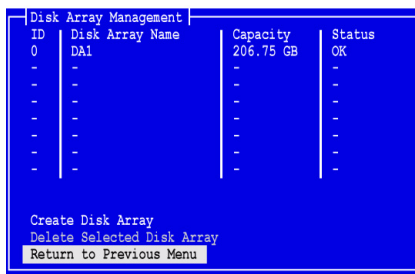 Disk Array Management
ID Disk Array Name Capacity Status
0 DA1 206.75 GB OK
- - - -
- - - -
- - - -
- - - -
- - - -
- - - -
- - - -
Create Disk Array
Delete Selected Disk Array
Return to Previous Menu